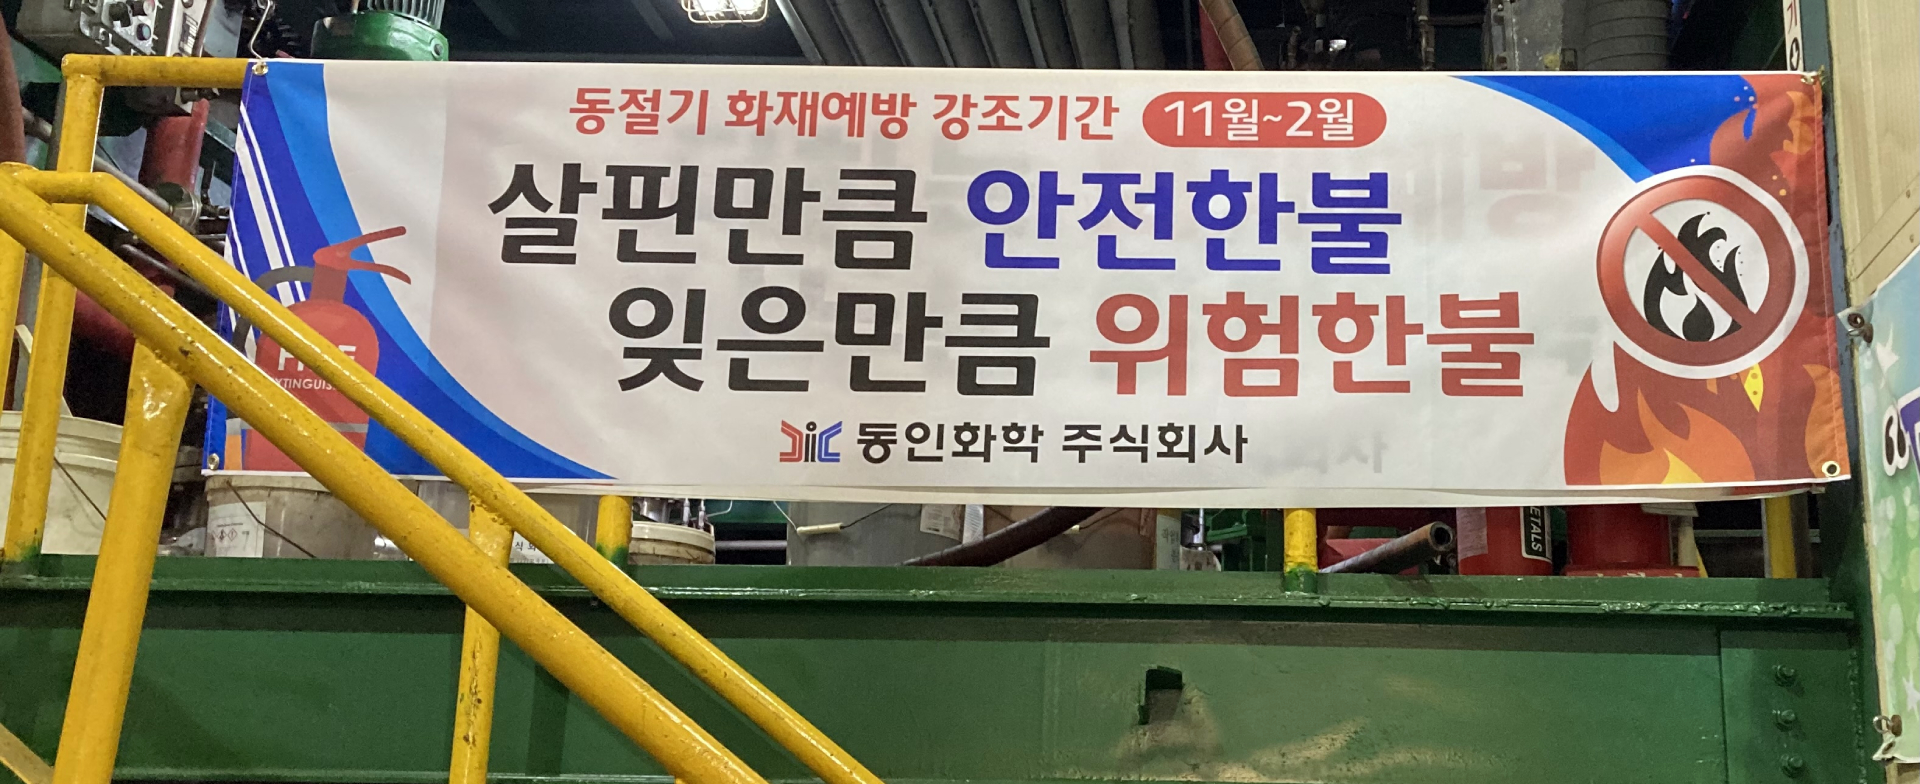 동절기 화재예방 강조기간 11월~2월
살핀만큼 안전한불
잊은만큼 위험한불
DIC 동인화학 주식회사
METALS